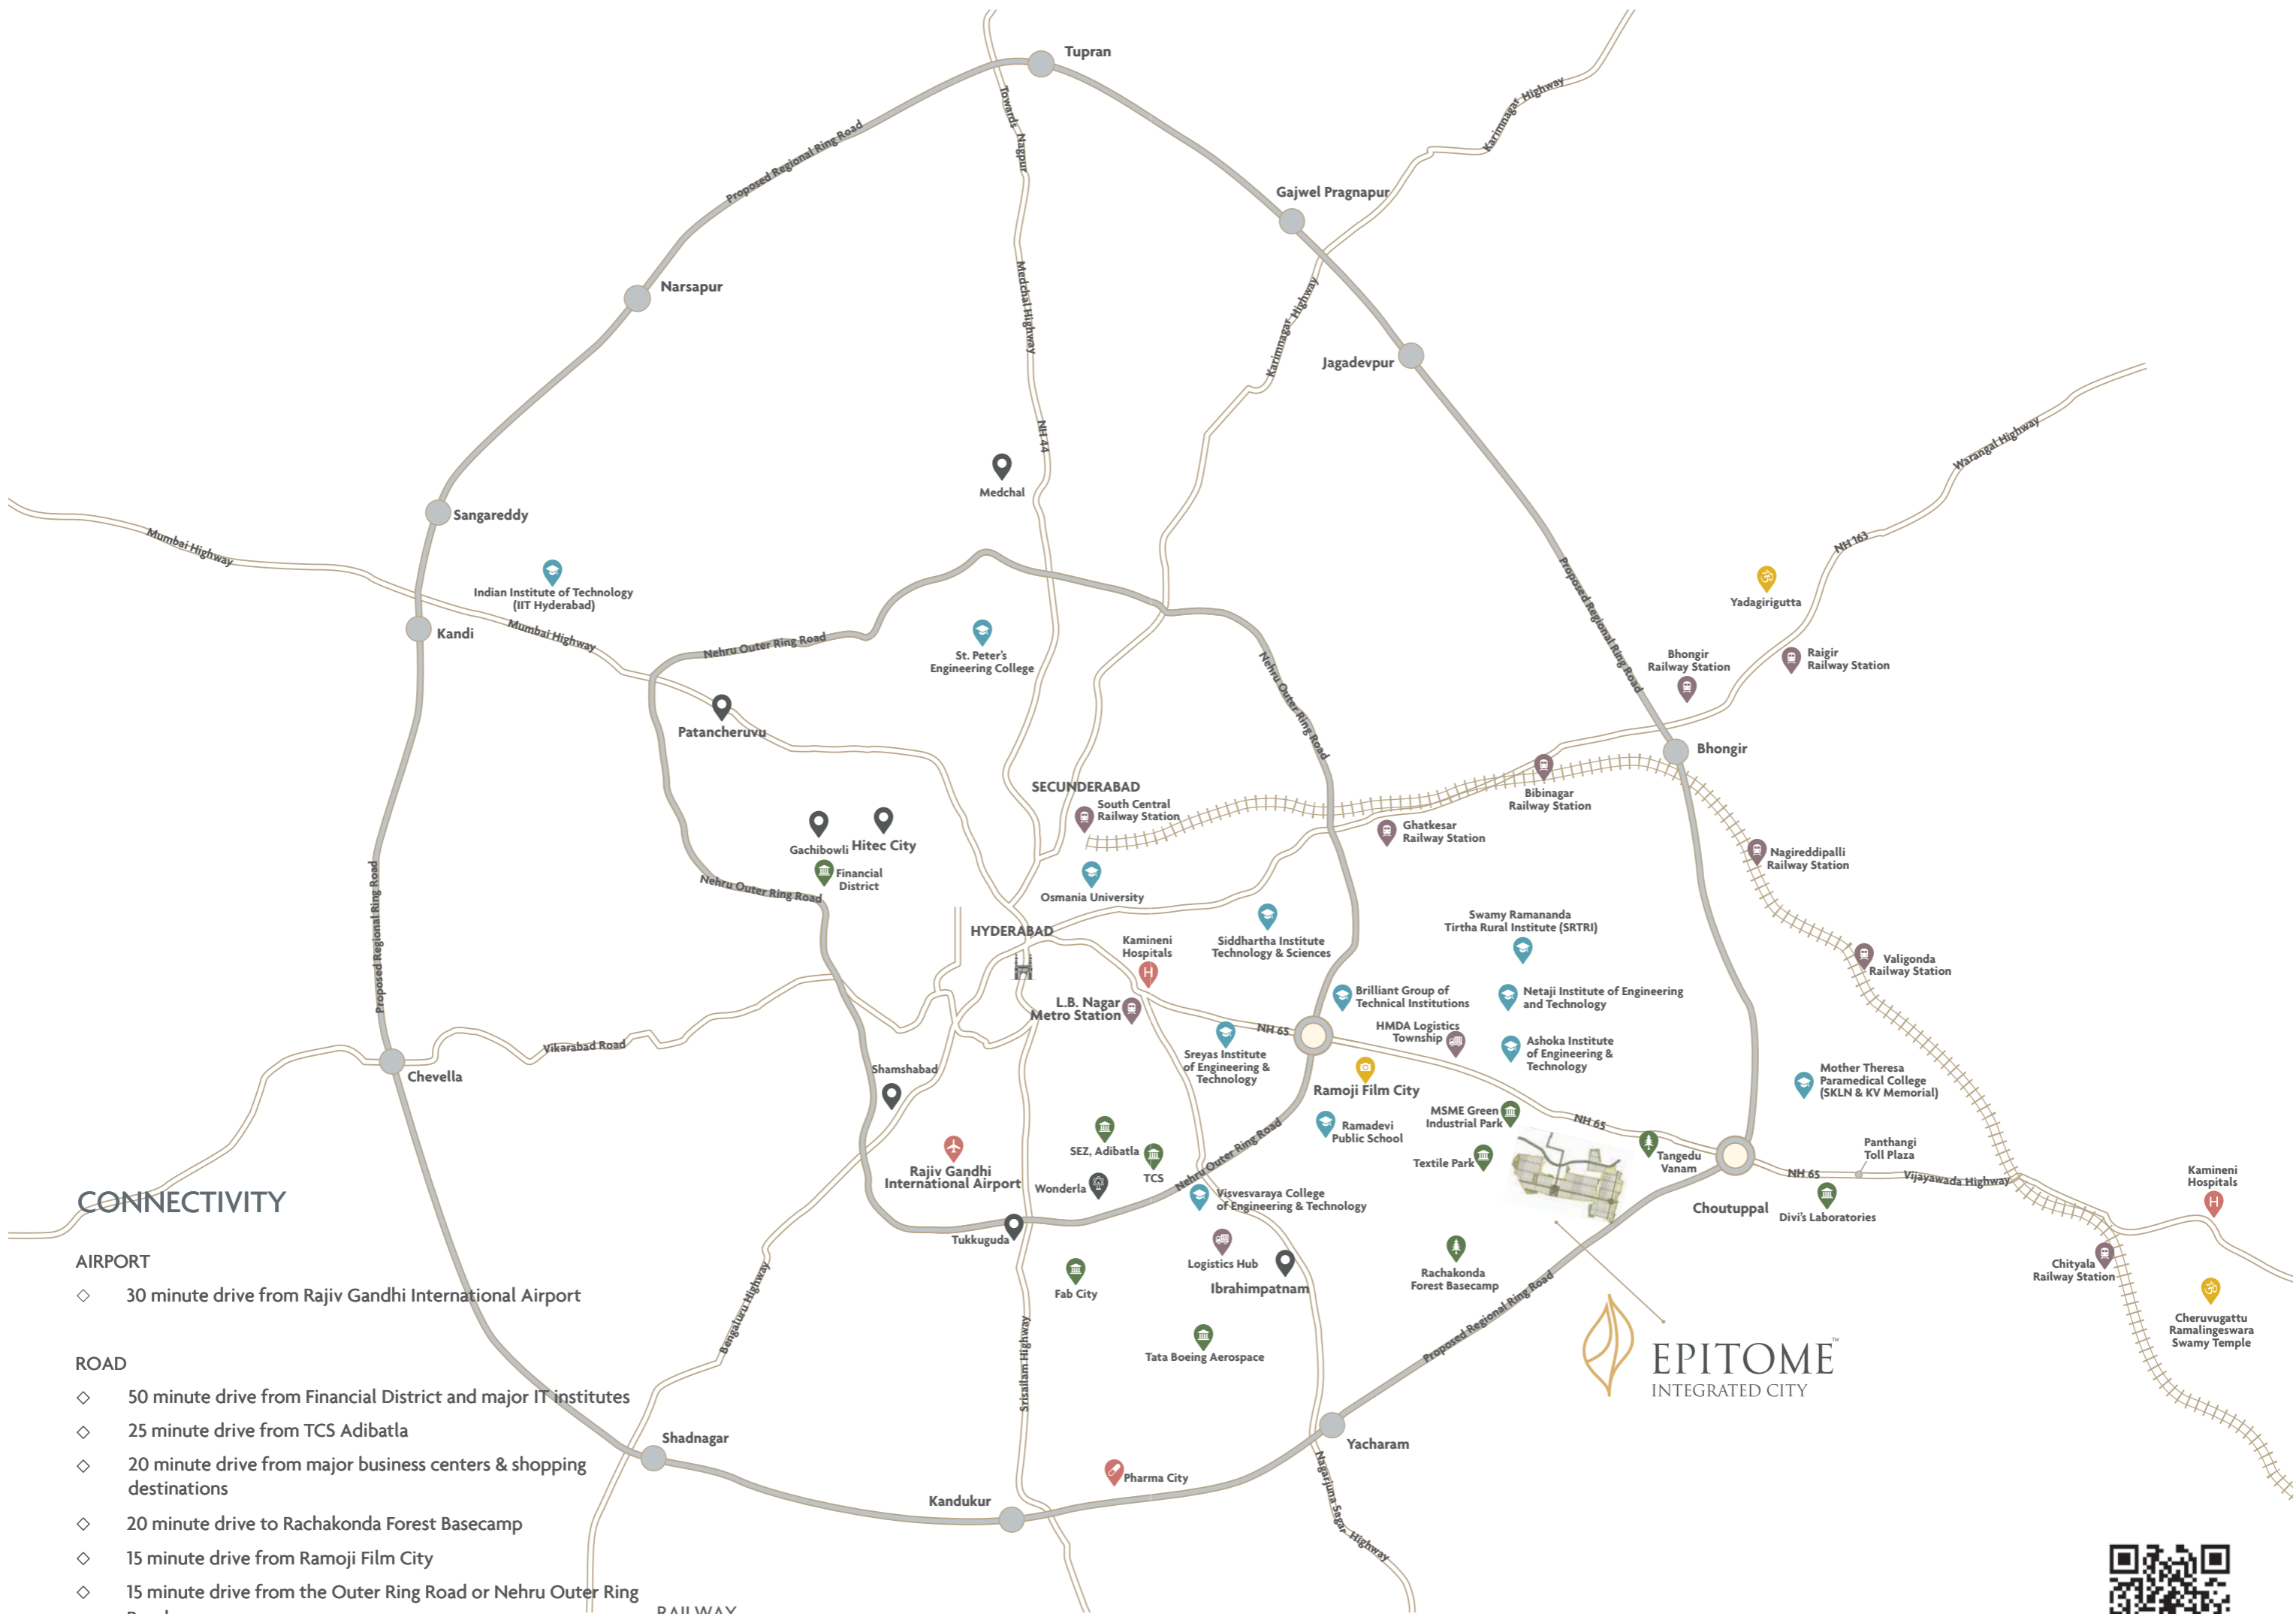 Tupran
Towards Nagpur
Karimnagar Highway
Proposed Regional Ring Road
Gajwel Pragnapur
Narsapur
Medchal Highway
Karimnagar Highway
Jagadevpur
NH 44
Warangal Highway
Medchal
Sangareddy
Mumbai Highway
NH 163
Indian Institute of Technology
(IIT Hyderabad)
Proposed Regional Ring Road
Yadagirigutta
Kandi
Mumbai Highway
Nehru Outer Ring Road
St. Peter's
Engineering College
Nehru Outer Ring Road
Bhongir
Railway Station
Raigir
Railway Station
Patancheruvu
Bhongir
SECUNDERABAD
South Central
Railway Station
Bibinagar
Railway Station
Ghatkesar
Railway Station
Gachibowli
Hitec City
Financial
District
Nehru Outer Ring Road
Nagireddipalli
Railway Station
Osmania University
Proposed Regional Ring Road
HYDERABAD
Kamineni
Hospitals
Siddhartha Institute
Technology & Sciences
Swamy Ramananda
Tirtha Rural Institute (SRTRI)
Valigonda
Railway Station
L.B. Nagar
Metro Station
Brilliant Group of
Technical Institutions
Netaji Institute of Engineering
and Technology
NH 65
HMDA Logistics
Township
Ashoka Institute
of Engineering &
Technology
Vikarabad Road
Sreyas Institute
of Engineering &
Technology
Chevella
Shamshabad
Ramoji Film City
Mother Theresa
Paramedical College
(SKLN & KV Memorial)
MSME Green
Industrial Park
NH 65
Ramadevi
Public School
SEZ, Adibatla
TCS
Textile Park
Tangedu
Vanam
Panthangi
Toll Plaza
Rajiv Gandhi
International Airport
Wonderla
Nehru Outer Ring Road
NH 65
Vijayawada Highway
Kamineni
Hospitals
Visvesvaraya College
of Engineering & Technology
Choutuppal
Divi's Laboratories
Tukkuguda
Logistics Hub
Ibrahimpatnam
Rachakonda
Forest Basecamp
Chityala
Railway Station
Fab City
Bengaluru Highway
Srisailam Highway
Proposed Regional Ring Road
Cheruvugattu
Ramalingeswara
Swamy Temple
Tata Boeing Aerospace
EPITOME™
INTEGRATED CITY
Shadnagar
Yacharam
Pharma City
Nagarjuna Sagar Highway
Kandukur
CONNECTIVITY
AIRPORT
◇ 30 minute drive from Rajiv Gandhi International Airport
ROAD
◇ 50 minute drive from Financial District and major IT institutes
◇ 25 minute drive from TCS Adibatla
◇ 20 minute drive from major business centers & shopping
destinations
◇ 20 minute drive to Rachakonda Forest Basecamp
◇ 15 minute drive from Ramoji Film City
◇ 15 minute drive from the Outer Ring Road or Nehru Outer Ring